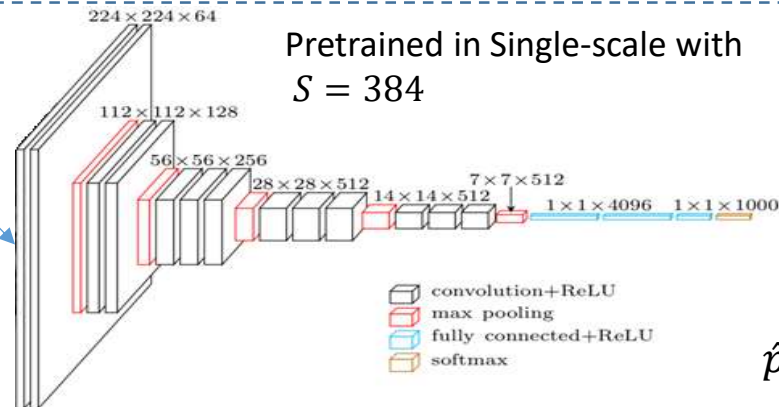 224×224×64
Pretrained in Single-scale with
S = 384
112×112×128
56×56×256
28×28×512
14×14×512
7×7×512
1×1×4096
1×1×1000
convolution+ReLU
max pooling
fully connected+ReLU
softmax
p̂